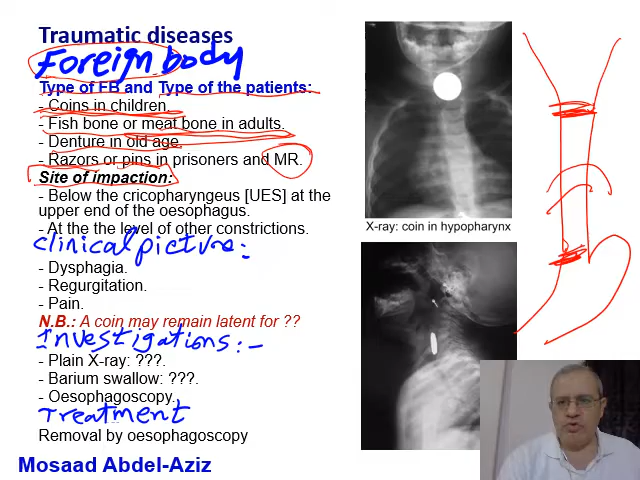 Traumatic diseases
Foreign body
Type of FB and Type of the patients:
- Coins in children.
- Fish bone or meat bone in adults.
- Denture in old age.
- Razors or pins in prisoners and MR.
Site of impaction:
- Below the cricopharyngeus [UES] at the
upper end of the oesophagus.
- At the the level of other constrictions.
Clinical picture:
- Dysphagia.
- Regurgitation.
- Pain.
N.B.: A coin may remain latent for ??
Investigations:-
- Plain X-ray: ???.
- Barium swallow: ???.
- Oesophagoscopy.
Treatment
Removal by oesophagoscopy
Mosaad Abdel-Aziz
X-ray: coin in hypopharynx